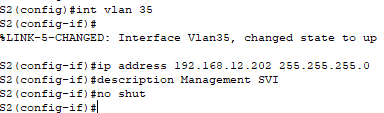 S2(config)#int vlan 35
S2(config-if)#
%LINK-5-CHANGED: Interface Vlan35, changed state to up
S2(config-if)#ip address 192.168.12.202 255.255.255.0
S2(config-if)#description Management SVI
S2(config-if)#no shut
S2(config-if)#